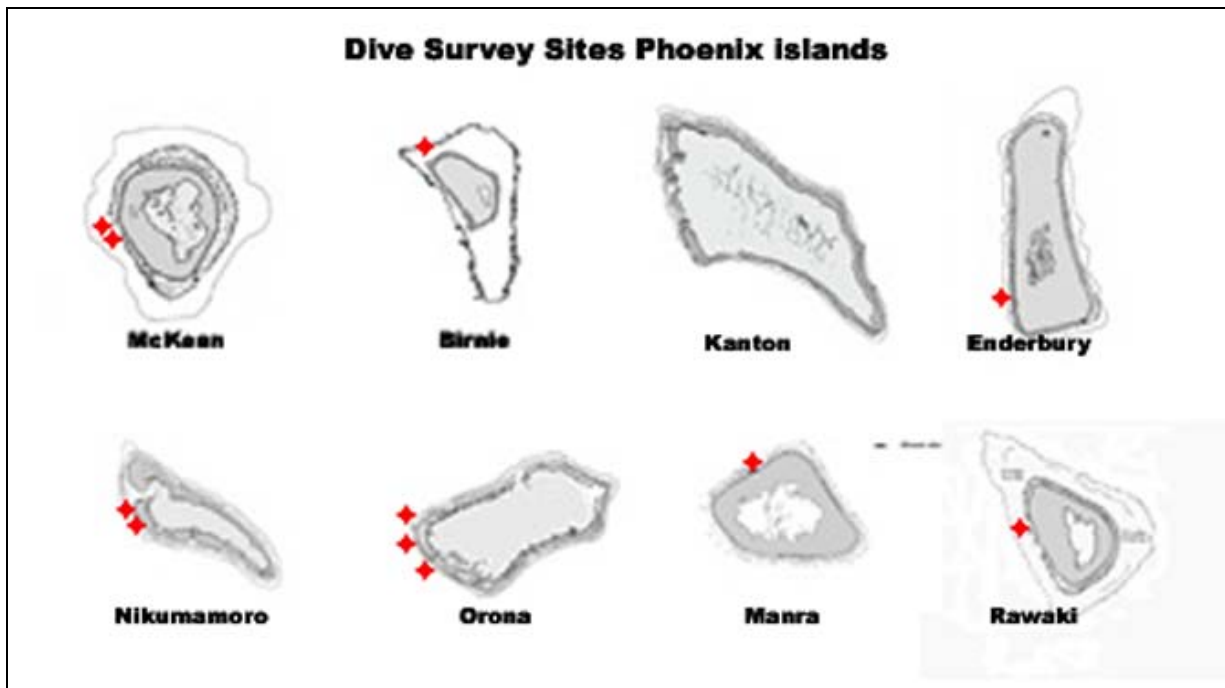 Dive Survey Sites Phoenix islands
McKean
Birnie
Kanton
Enderbury
Nikumamoro
Orona
Manra
Rawaki